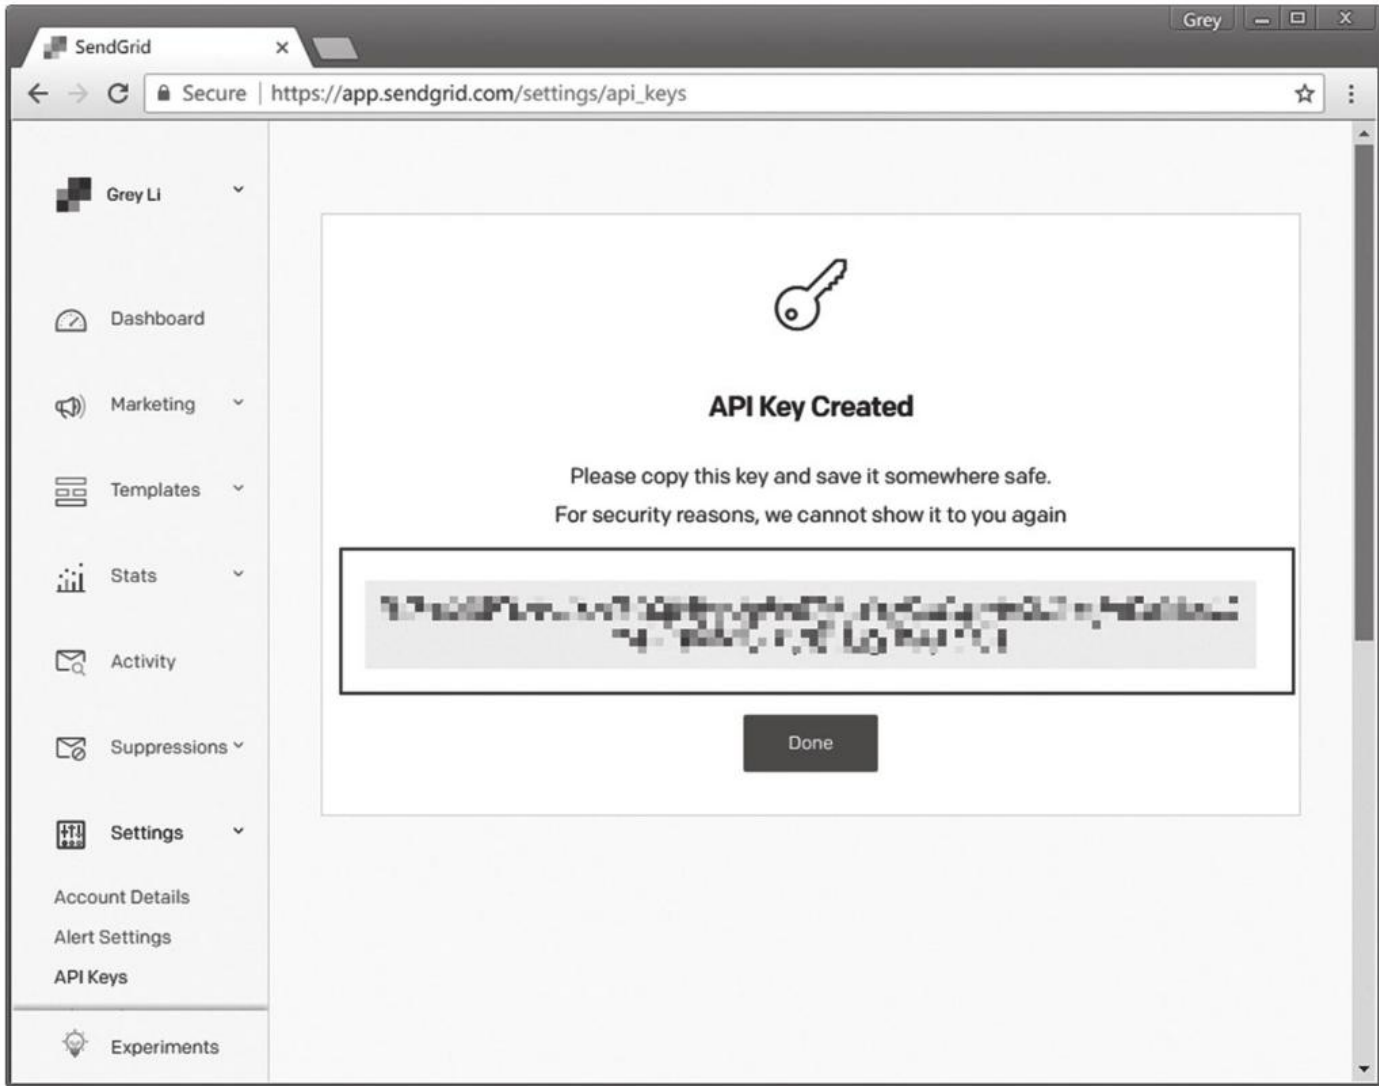 Grey
SendGrid
Secure | https://app.sendgrid.com/settings/api_keys
Grey Li
Dashboard
Marketing
Templates
Stats
Activity
Suppressions
Settings
Account Details
Alert Settings
API Keys
Experiments
API Key Created
Please copy this key and save it somewhere safe.
For security reasons, we cannot show it to you again
Done